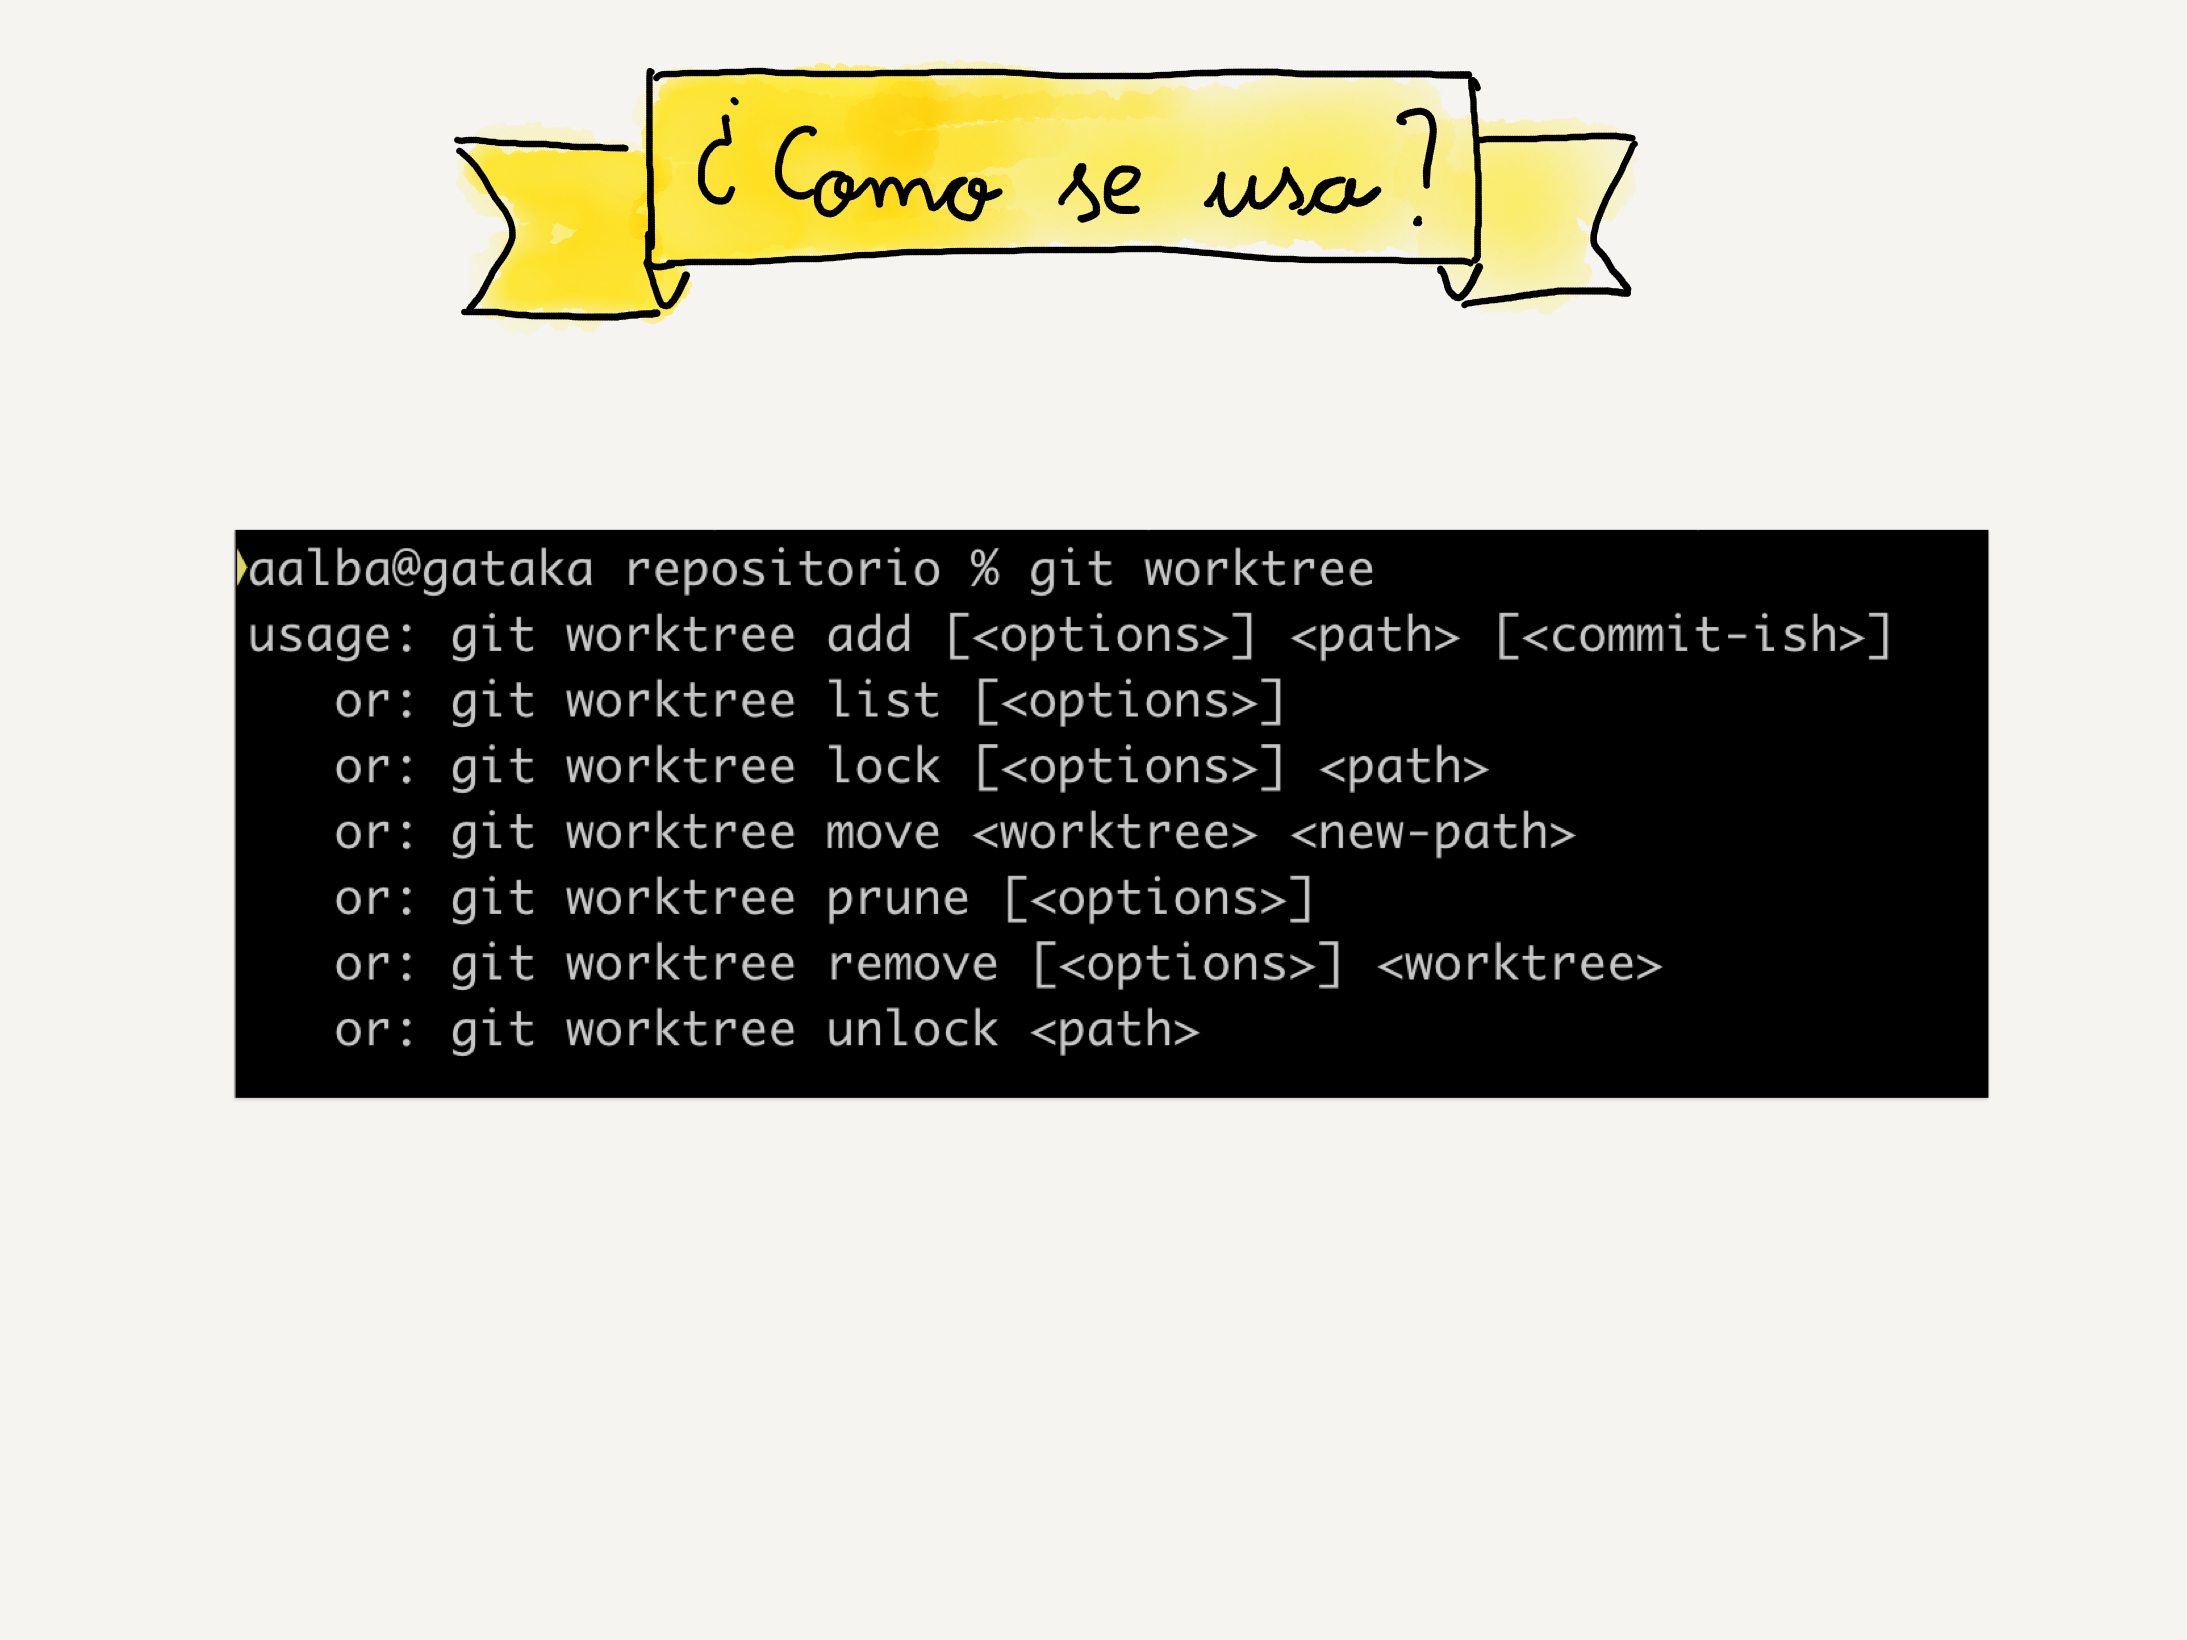 ¿Como se usa?
aalba@gataka repositorio % git worktree
usage: git worktree add [<options>] <path> [<commit-ish>]
or: git worktree list [<options>]
or: git worktree lock [<options>] <path>
or: git worktree move <worktree> <new-path>
or: git worktree prune [<options>]
or: git worktree remove [<options>] <worktree>
or: git worktree unlock <path>